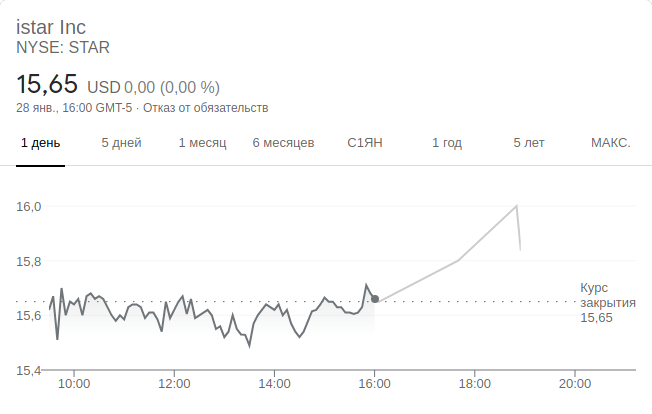 istar Inc
NYSE: STAR
15,65 USD 0,00 (0,00 %)
28 янв., 16:00 GMT-5 · Отказ от обязательств
1 день 5 дней 1 месяц 6 месяцев С1ЯН 1 год 5 лет МАКС.
16,0
15,8
Курс
закрытия
15,65
15,6
15,4
10:00 12:00 14:00 16:00 18:00 20:00